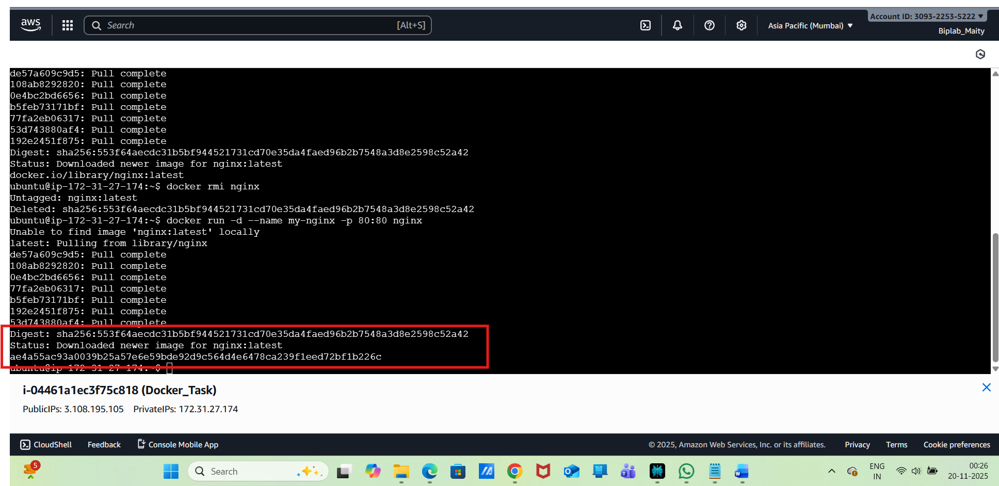 aws
Search
[Alt+S]
Asia Pacific (Mumbai) ▼
Account ID: 3093-2253-5222 ▼
Biplab_Maity
de57a609c9d5: Pull complete
108ab8292820: Pull complete
0e4bc2bd6656: Pull complete
b5feb73171bf: Pull complete
77fa2eb06317: Pull complete
53d743880af4: Pull complete
192e2451f875: Pull complete
Digest: sha256:553f64aecdc31b5bf944521731cd70e35da4faed96b2b7548a3d8e2598c52a42
Status: Downloaded newer image for nginx:latest
docker.io/library/nginx:latest
ubuntu@ip-172-31-27-174:~$ docker rmi nginx
Untagged: nginx:latest
Deleted: sha256:553f64aecdc31b5bf944521731cd70e35da4faed96b2b7548a3d8e2598c52a42
ubuntu@ip-172-31-27-174:~$ docker run -d --name my-nginx -p 80:80 nginx
Unable to find image 'nginx:latest' locally
latest: Pulling from library/nginx
de57a609c9d5: Pull complete
108ab8292820: Pull complete
0e4bc2bd6656: Pull complete
77fa2eb06317: Pull complete
b5feb73171bf: Pull complete
192e2451f875: Pull complete
53d743880af4: Pull complete
Digest: sha256:553f64aecdc31b5bf944521731cd70e35da4faed96b2b7548a3d8e2598c52a42
Status: Downloaded newer image for nginx:latest
ae4a55ac93a0039b25a57e6e59bde92d9c564d4e6478ca239f1eed72bf1b226c
ubuntu@ip-172-31-27-174:~$
i-04461a1ec3f75c818 (Docker_Task)
PublicIPs: 3.108.195.105 PrivateIPs: 172.31.27.174
CloudShell Feedback Console Mobile App © 2025, Amazon Web Services, Inc. or its affiliates. Privacy Terms Cookie preferences
5
Search
ENG
IN
00:26
20-11-2025